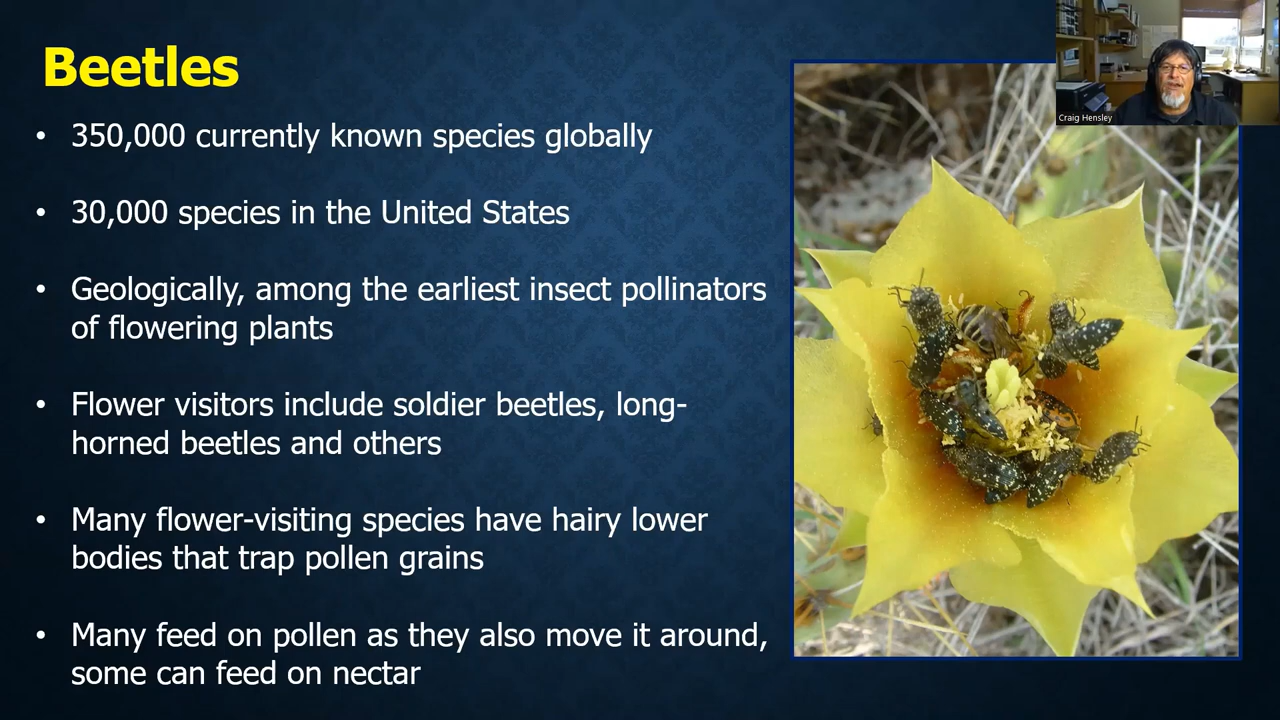 Beetles
• 350,000 currently known species globally
• 30,000 species in the United States
• Geologically, among the earliest insect pollinators
of flowering plants
• Flower visitors include soldier beetles, long-
horned beetles and others
• Many flower-visiting species have hairy lower
bodies that trap pollen grains
• Many feed on pollen as they also move it around,
some can feed on nectar
Craig Hensley